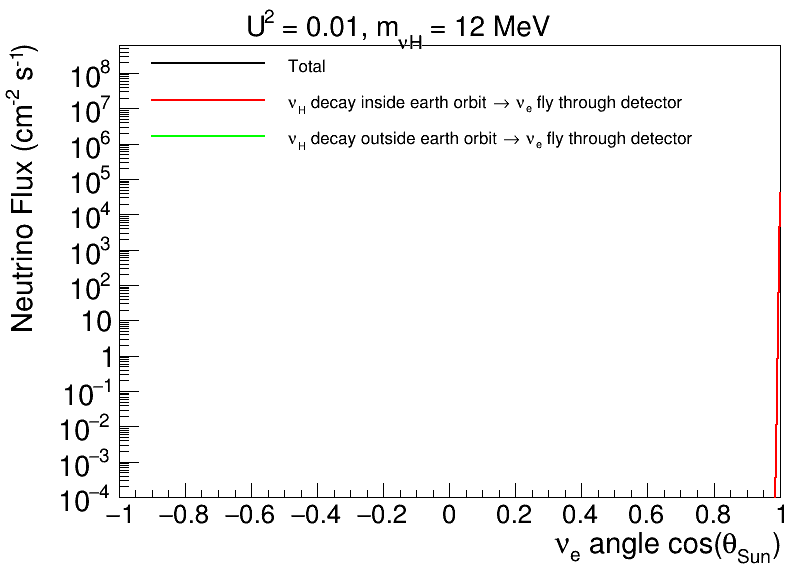 U² = 0.01, m_νH = 12 MeV
Neutrino Flux (cm⁻² s⁻¹)
Total
ν_H decay inside earth orbit → ν_e fly through detector
ν_H decay outside earth orbit → ν_e fly through detector
10⁸
10⁷
10⁶
10⁵
10⁴
10³
10²
10
1
10⁻¹
10⁻²
10⁻³
10⁻⁴
−1 −0.8 −0.6 −0.4 −0.2 0 0.2 0.4 0.6 0.8 1
ν_e angle cos(θ_Sun)